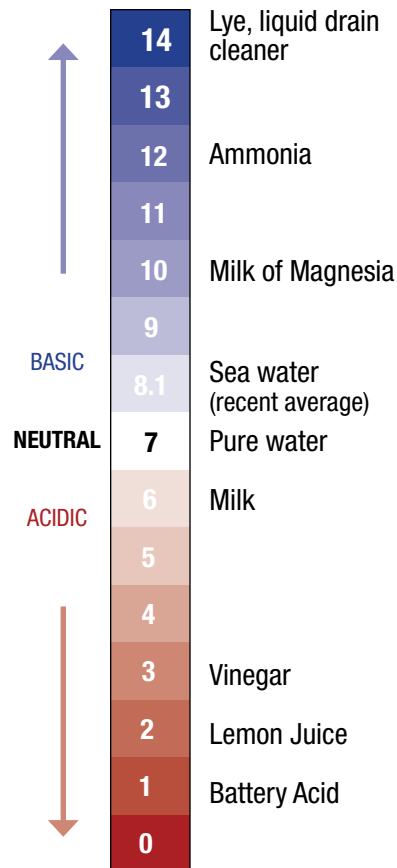 14 Lye, liquid drain
cleaner
13
12 Ammonia
11
10 Milk of Magnesia
9
BASIC
8.1 Sea water
(recent average)
NEUTRAL 7 Pure water
6 Milk
ACIDIC
5
4
3 Vinegar
2 Lemon Juice
1 Battery Acid
0